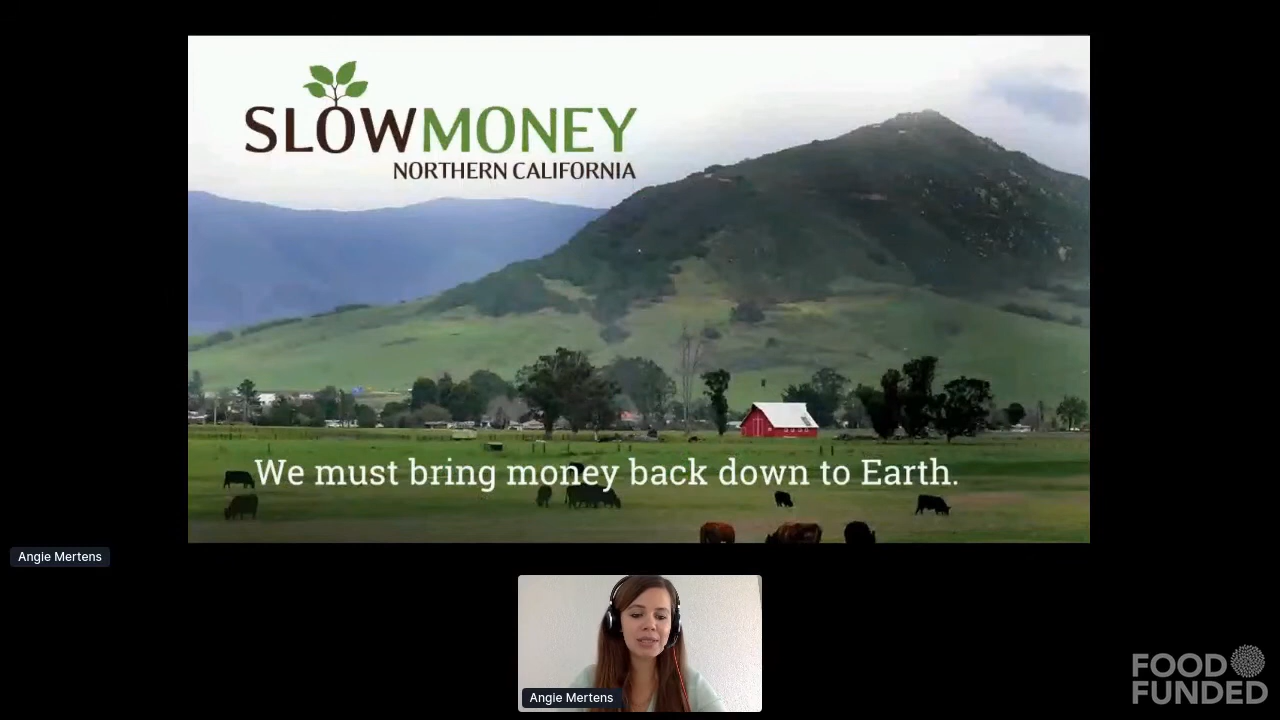 SLOWMONEY
NORTHERN CALIFORNIA
We must bring money back down to Earth.
Angie Mertens
Angie Mertens
FOOD
FUNDED